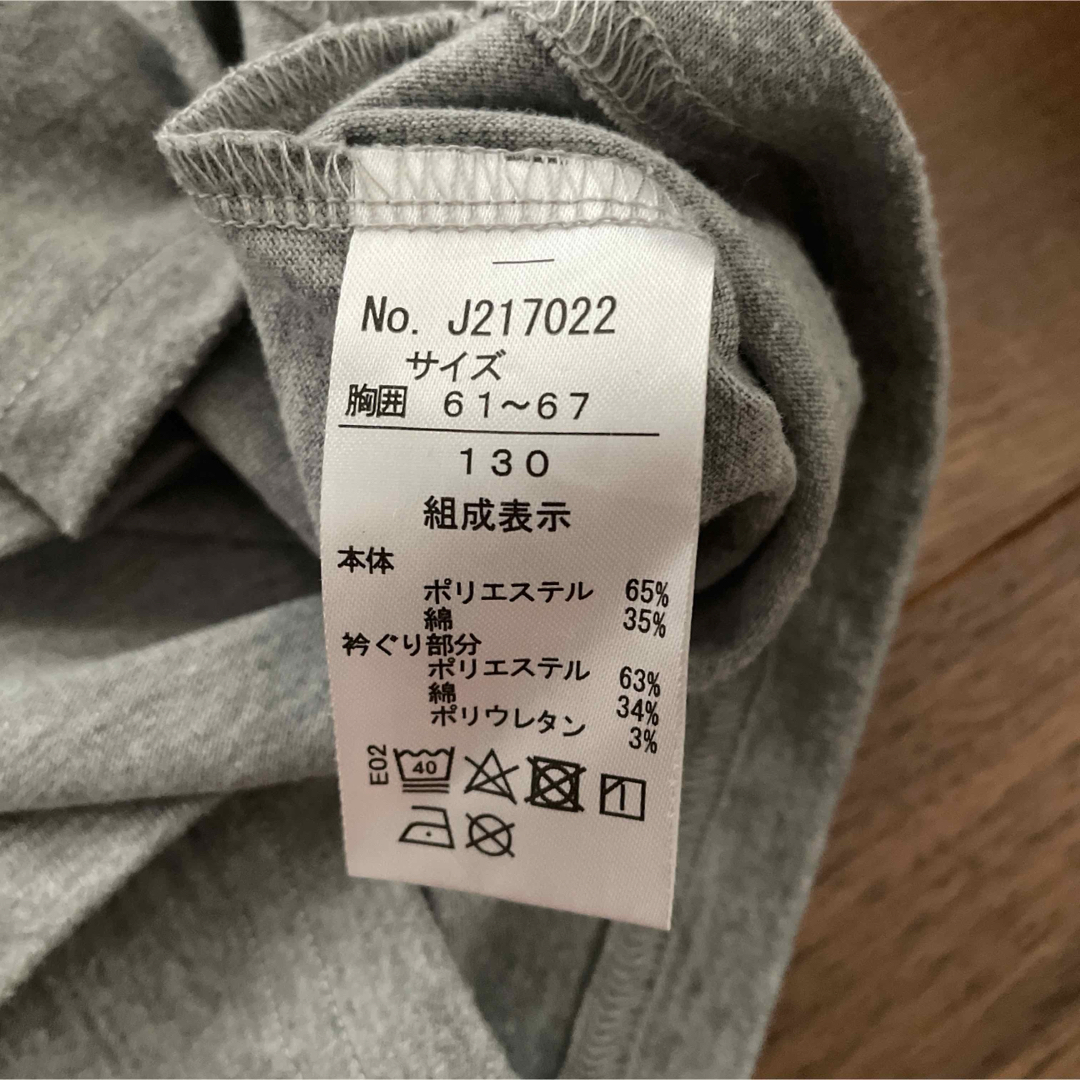 No. J217022
サイズ
胸囲 61～67
130
組成表示
本体
ポリエステル 65%
綿 35%
衿ぐり部分
ポリエステル 63%
綿 34%
ポリウレタン 3%
E02 40